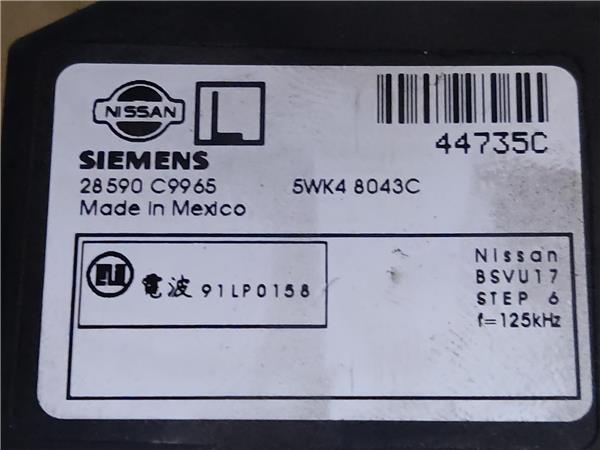 NISSAN
L
44735C
SIEMENS
28590 C9965 5WK4 8043C
Made in Mexico
電波 91LP0158
Nissan
BSVU17
STEP 6
f=125kHz